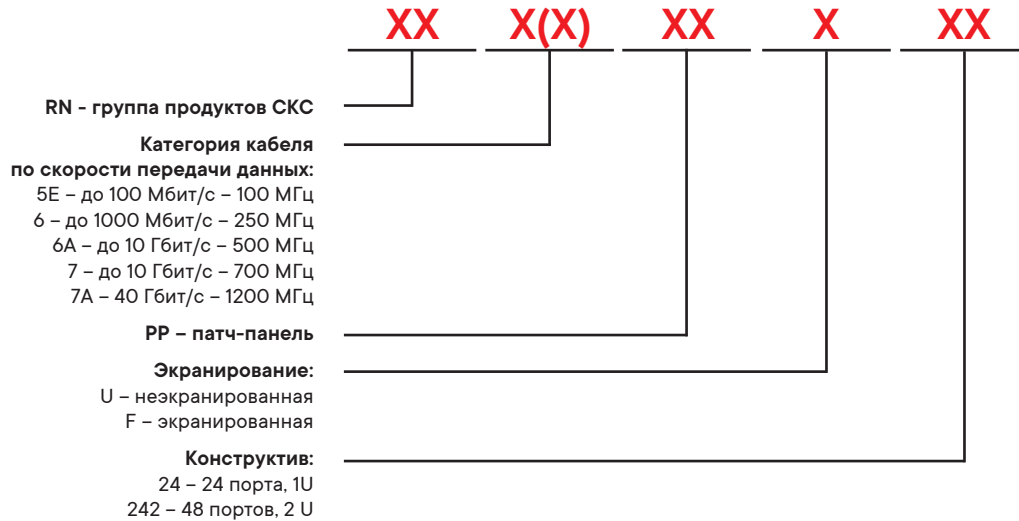 XX X(X) XX X XX
RN - группа продуктов СКС
Категория кабеля
по скорости передачи данных:
5E – до 100 Мбит/с – 100 МГц
6 – до 1000 Мбит/с – 250 МГц
6A – до 10 Гбит/с – 500 МГц
7 – до 10 Гбит/с – 700 МГц
7A – 40 Гбит/с – 1200 МГц
PP – патч-панель
Экранирование:
U – неэкранированная
F – экранированная
Конструктив:
24 – 24 порта, 1U
242 – 48 портов, 2 U